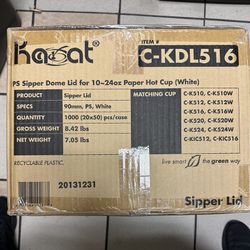 Karat
ITEM #
C-KDL516
PS Sipper Dome Lid for 10~24oz Paper Hot Cup (White)
PRODUCT Sipper Lid
SPECS 90mm, PS, White
QUANTITY 1000 (20x50) pcs/case
GROSS WEIGHT 8.42 lbs
NET WEIGHT 7.05 lbs
MATCHING CUP
C-K510, C-K510W
C-K512, C-K512W
C-K516, C-K516W
C-K520, C-K520W
C-K524, C-K524W
C-KIC512, C-KIC516
RECYCLABLE PLASTIC.
live smart the green way
20131231
Sipper Lid